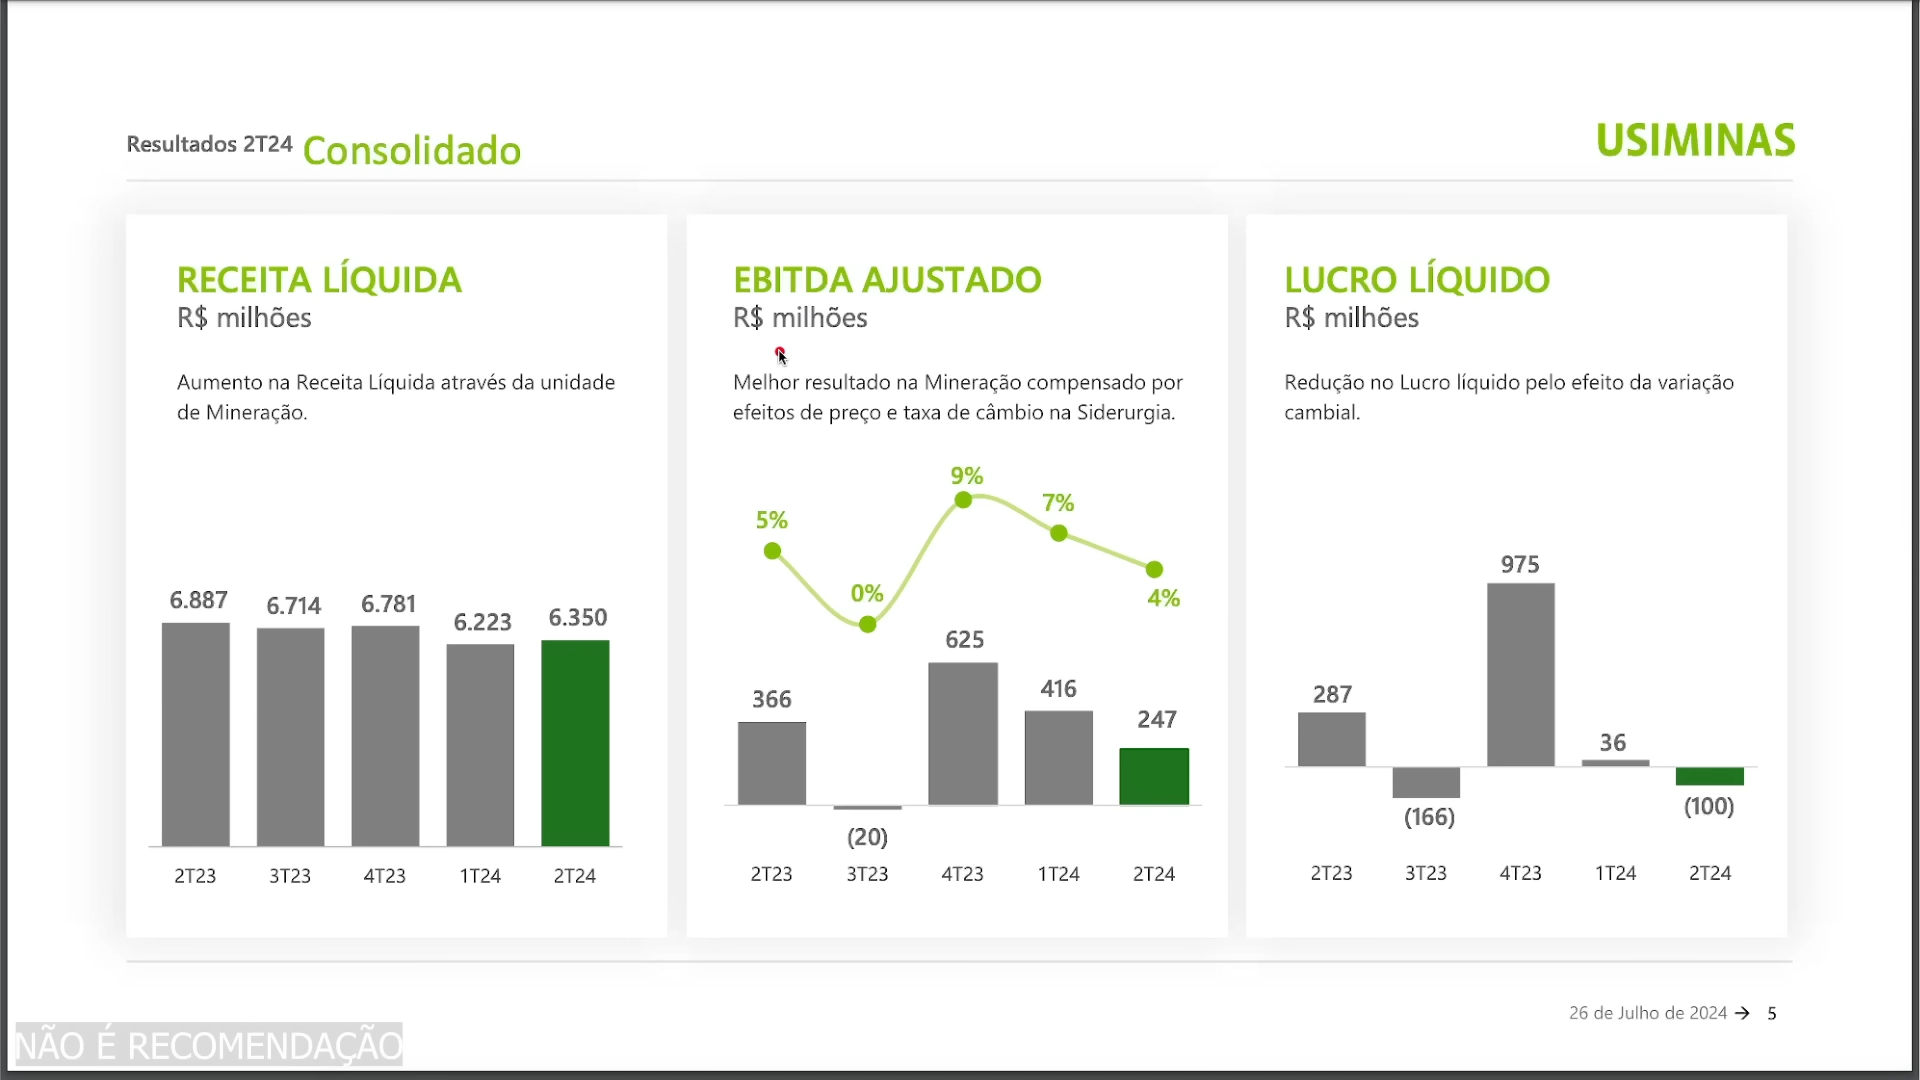 Resultados 2T24 Consolidado
USIMINAS
RECEITA LÍQUIDA
R$ milhões
Aumento na Receita Líquida através da unidade
de Mineração.
6.887 6.714 6.781 6.223 6.350
2T23 3T23 4T23 1T24 2T24
EBITDA AJUSTADO
R$ milhões
Melhor resultado na Mineração compensado por
efeitos de preço e taxa de câmbio na Siderurgia.
5% 0% 9% 7% 4%
366 (20) 625 416 247
2T23 3T23 4T23 1T24 2T24
LUCRO LÍQUIDO
R$ milhões
Redução no Lucro líquido pelo efeito da variação
cambial.
287 (166) 975 36 (100)
2T23 3T23 4T23 1T24 2T24
26 de Julho de 2024 → 5
NÃO É RECOMENDAÇÃO